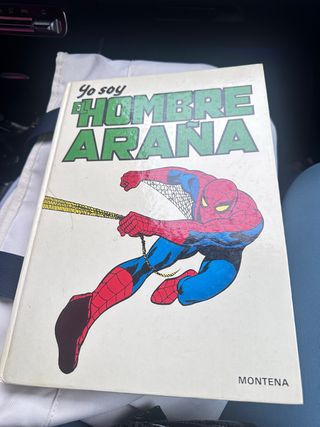 Yo soy
EL HOMBRE
ARAÑA
MONTENA